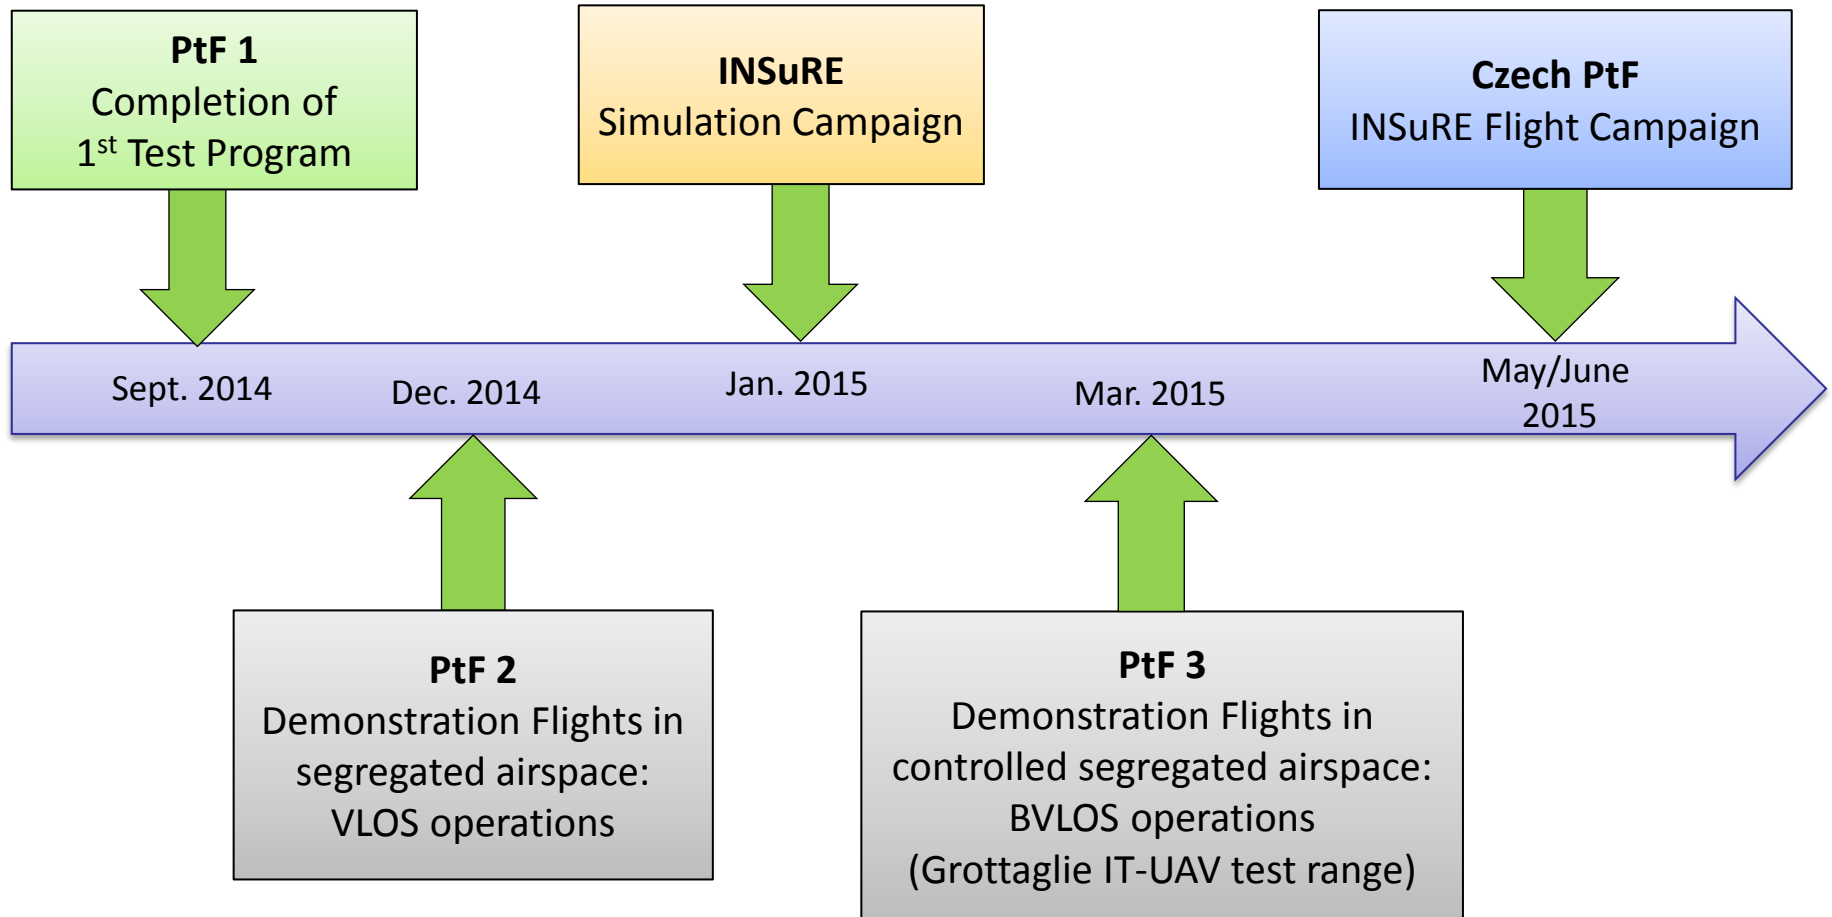 PtF 1
Completion of
1st Test Program
INSuRE
Simulation Campaign
Czech PtF
INSuRE Flight Campaign
Sept. 2014
Dec. 2014
Jan. 2015
Mar. 2015
May/June
2015
PtF 2
Demonstration Flights in
segregated airspace:
VLOS operations
PtF 3
Demonstration Flights in
controlled segregated airspace:
BVLOS operations
(Grottaglie IT-UAV test range)